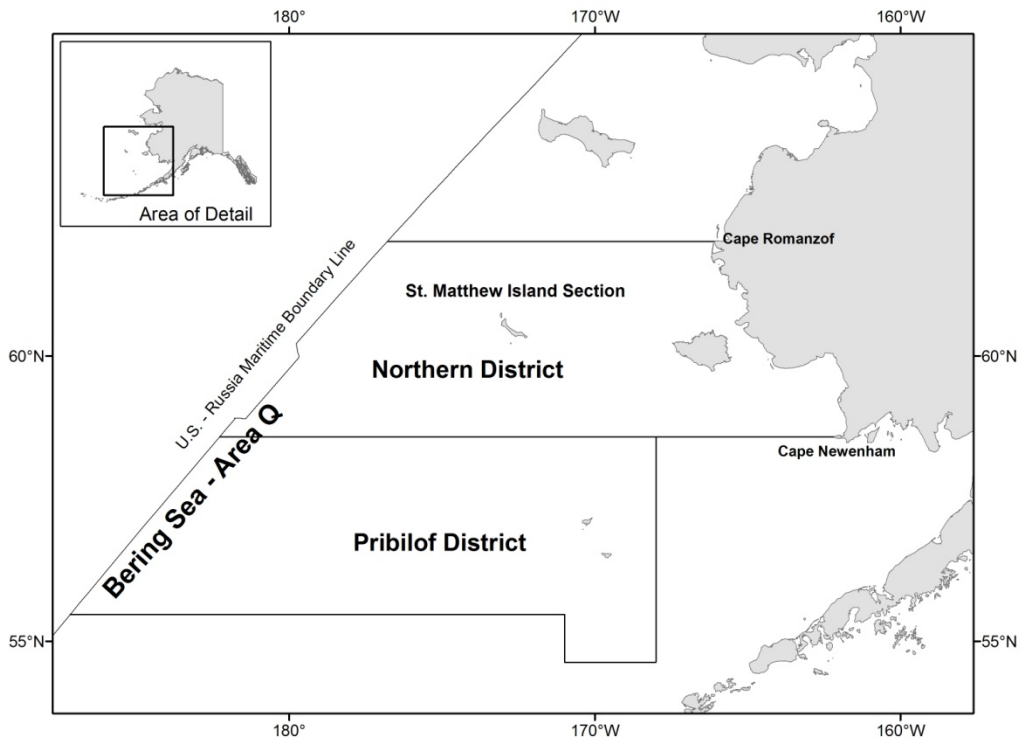 180°
170°W
160°W
Area of Detail
Cape Romanzof
St. Matthew Island Section
U.S. - Russia Maritime Boundary Line
60°N
60°N
Northern District
Bering Sea - Area Q
Cape Newenham
Pribilof District
55°N
55°N
180°
170°W
160°W